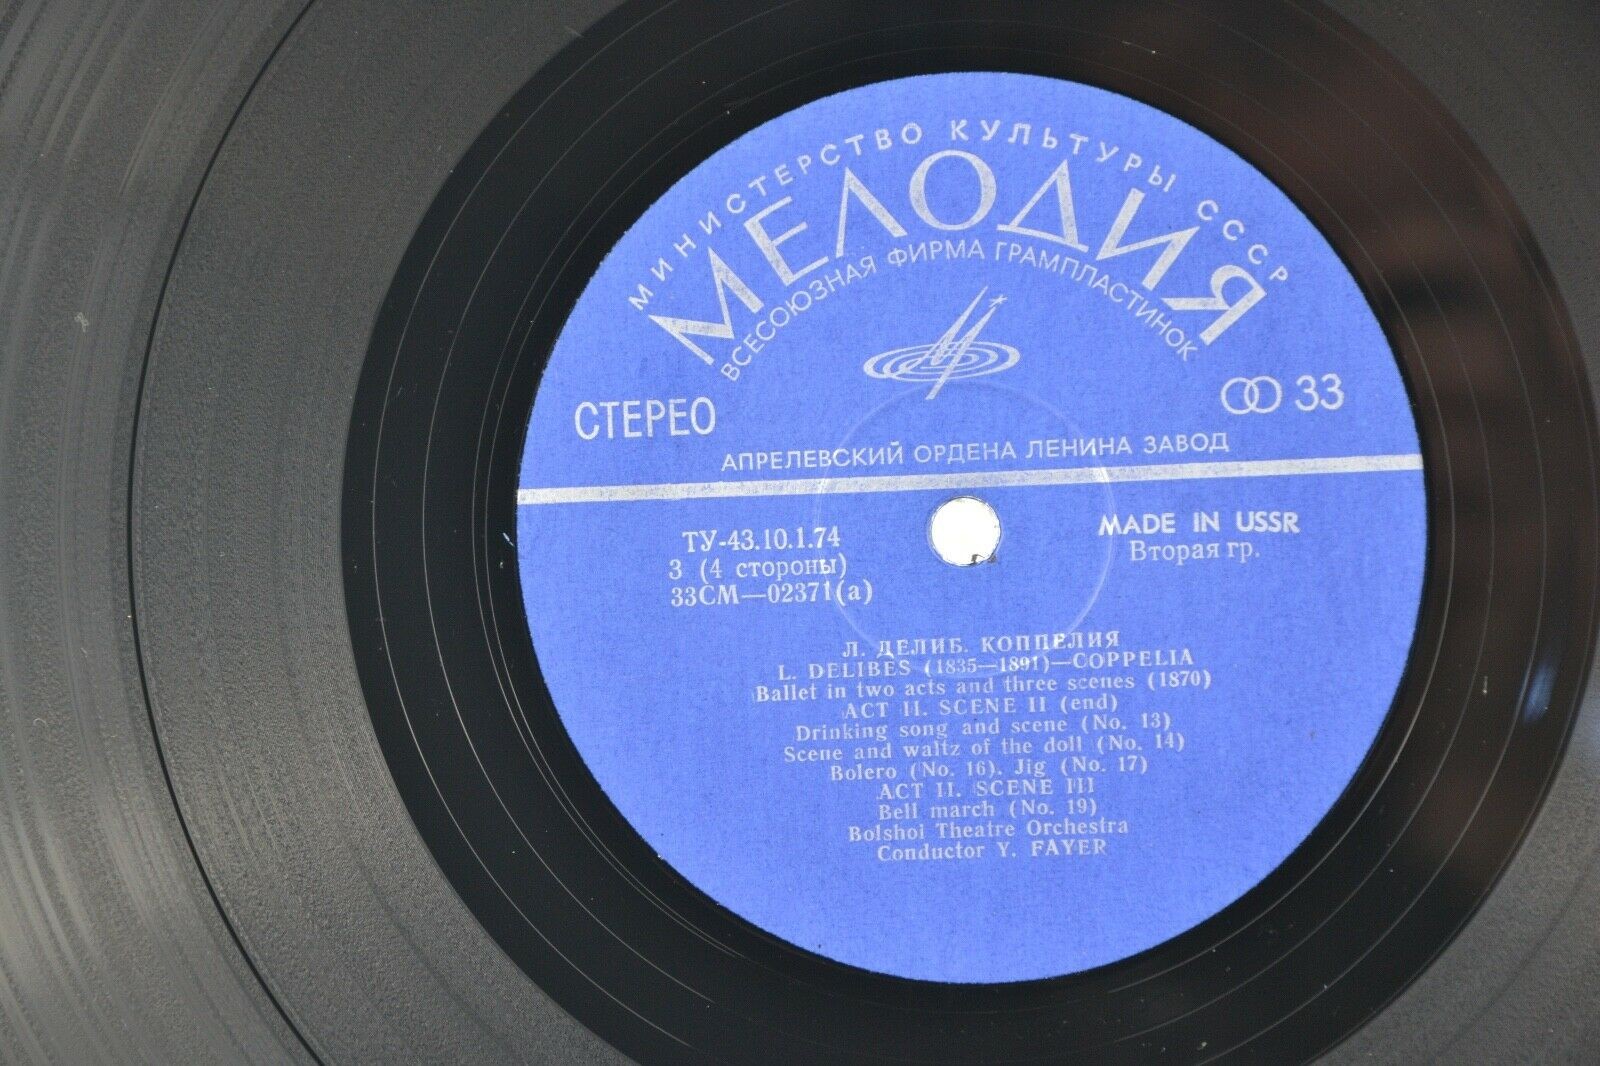 МИНИСТЕРСТВО КУЛЬТУРЫ СССР
МЕЛОДИЯ
ВСЕСОЮЗНАЯ ФИРМА ГРАМПЛАСТИНОК
СТЕРЕО
33
АПРЕЛЕВСКИЙ ОРДЕНА ЛЕНИНА ЗАВОД
ТУ-43.10.1.74
3 (4 стороны)
33СМ—02371(а)
MADE IN USSR
Вторая гр.
Л. ДЕЛИБ. КОППЕЛИЯ
L. DELIBES (1835—1891)—COPPELIA
Ballet in two acts and three scenes (1870)
ACT II. SCENE II (end)
Drinking song and scene (No. 13)
Scene and waltz of the doll (No. 14)
Bolero (No. 16). Jig (No. 17)
ACT II. SCENE III
Bell march (No. 19)
Bolshoi Theatre Orchestra
Conductor Y. FAYER